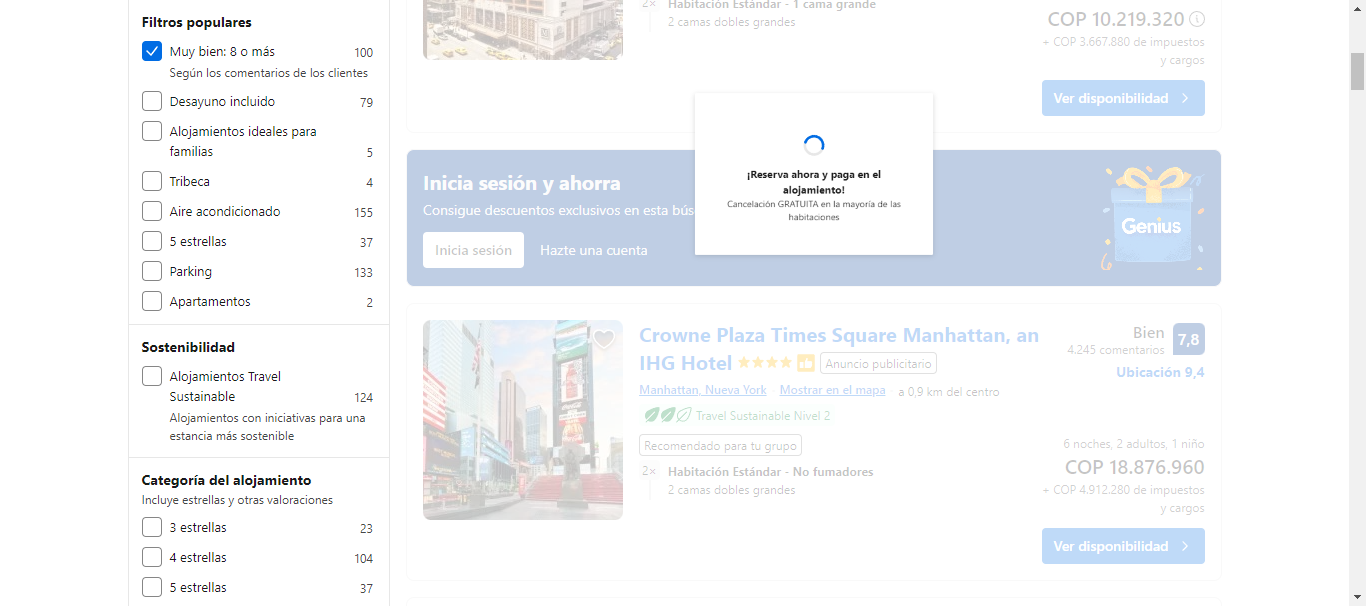 Filtros populares
Muy bien: 8 o más 100
Según los comentarios de los clientes
Desayuno incluido 79
Alojamientos ideales para
familias 5
Tribeca 4
Aire acondicionado 155
5 estrellas 37
Parking 133
Apartamentos 2
Sostenibilidad
Alojamientos Travel
Sustainable 124
Alojamientos con iniciativas para una
estancia más sostenible
Categoría del alojamiento
Incluye estrellas y otras valoraciones
3 estrellas 23
4 estrellas 104
5 estrellas 37
2× Habitación Estándar - 1 cama grande
2 camas dobles grandes
COP 10.219.320
+ COP 3.667.880 de impuestos
y cargos
Ver disponibilidad
¡Reserva ahora y paga en el
alojamiento!
Cancelación GRATUITA en la mayoría de las
habitaciones
Inicia sesión y ahorra
Consigue descuentos exclusivos en esta bús
Inicia sesión Hazte una cuenta
Genius
Crowne Plaza Times Square Manhattan, an
IHG Hotel Anuncio publicitario
Manhattan, Nueva York Mostrar en el mapa a 0,9 km del centro
Travel Sustainable Nivel 2
Recomendado para tu grupo
2× Habitación Estándar - No fumadores
2 camas dobles grandes
Bien 7,8
4.245 comentarios
Ubicación 9,4
6 noches, 2 adultos, 1 niño
COP 18.876.960
+ COP 4.912.280 de impuestos
y cargos
Ver disponibilidad